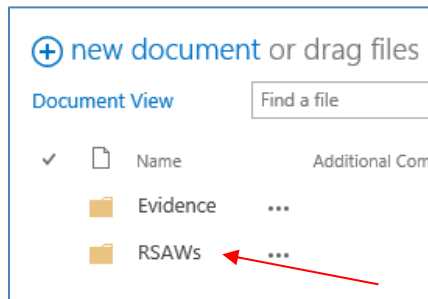 new document or drag files
Document View Find a file
Name Additional Com
Evidence ...
RSAWs ...